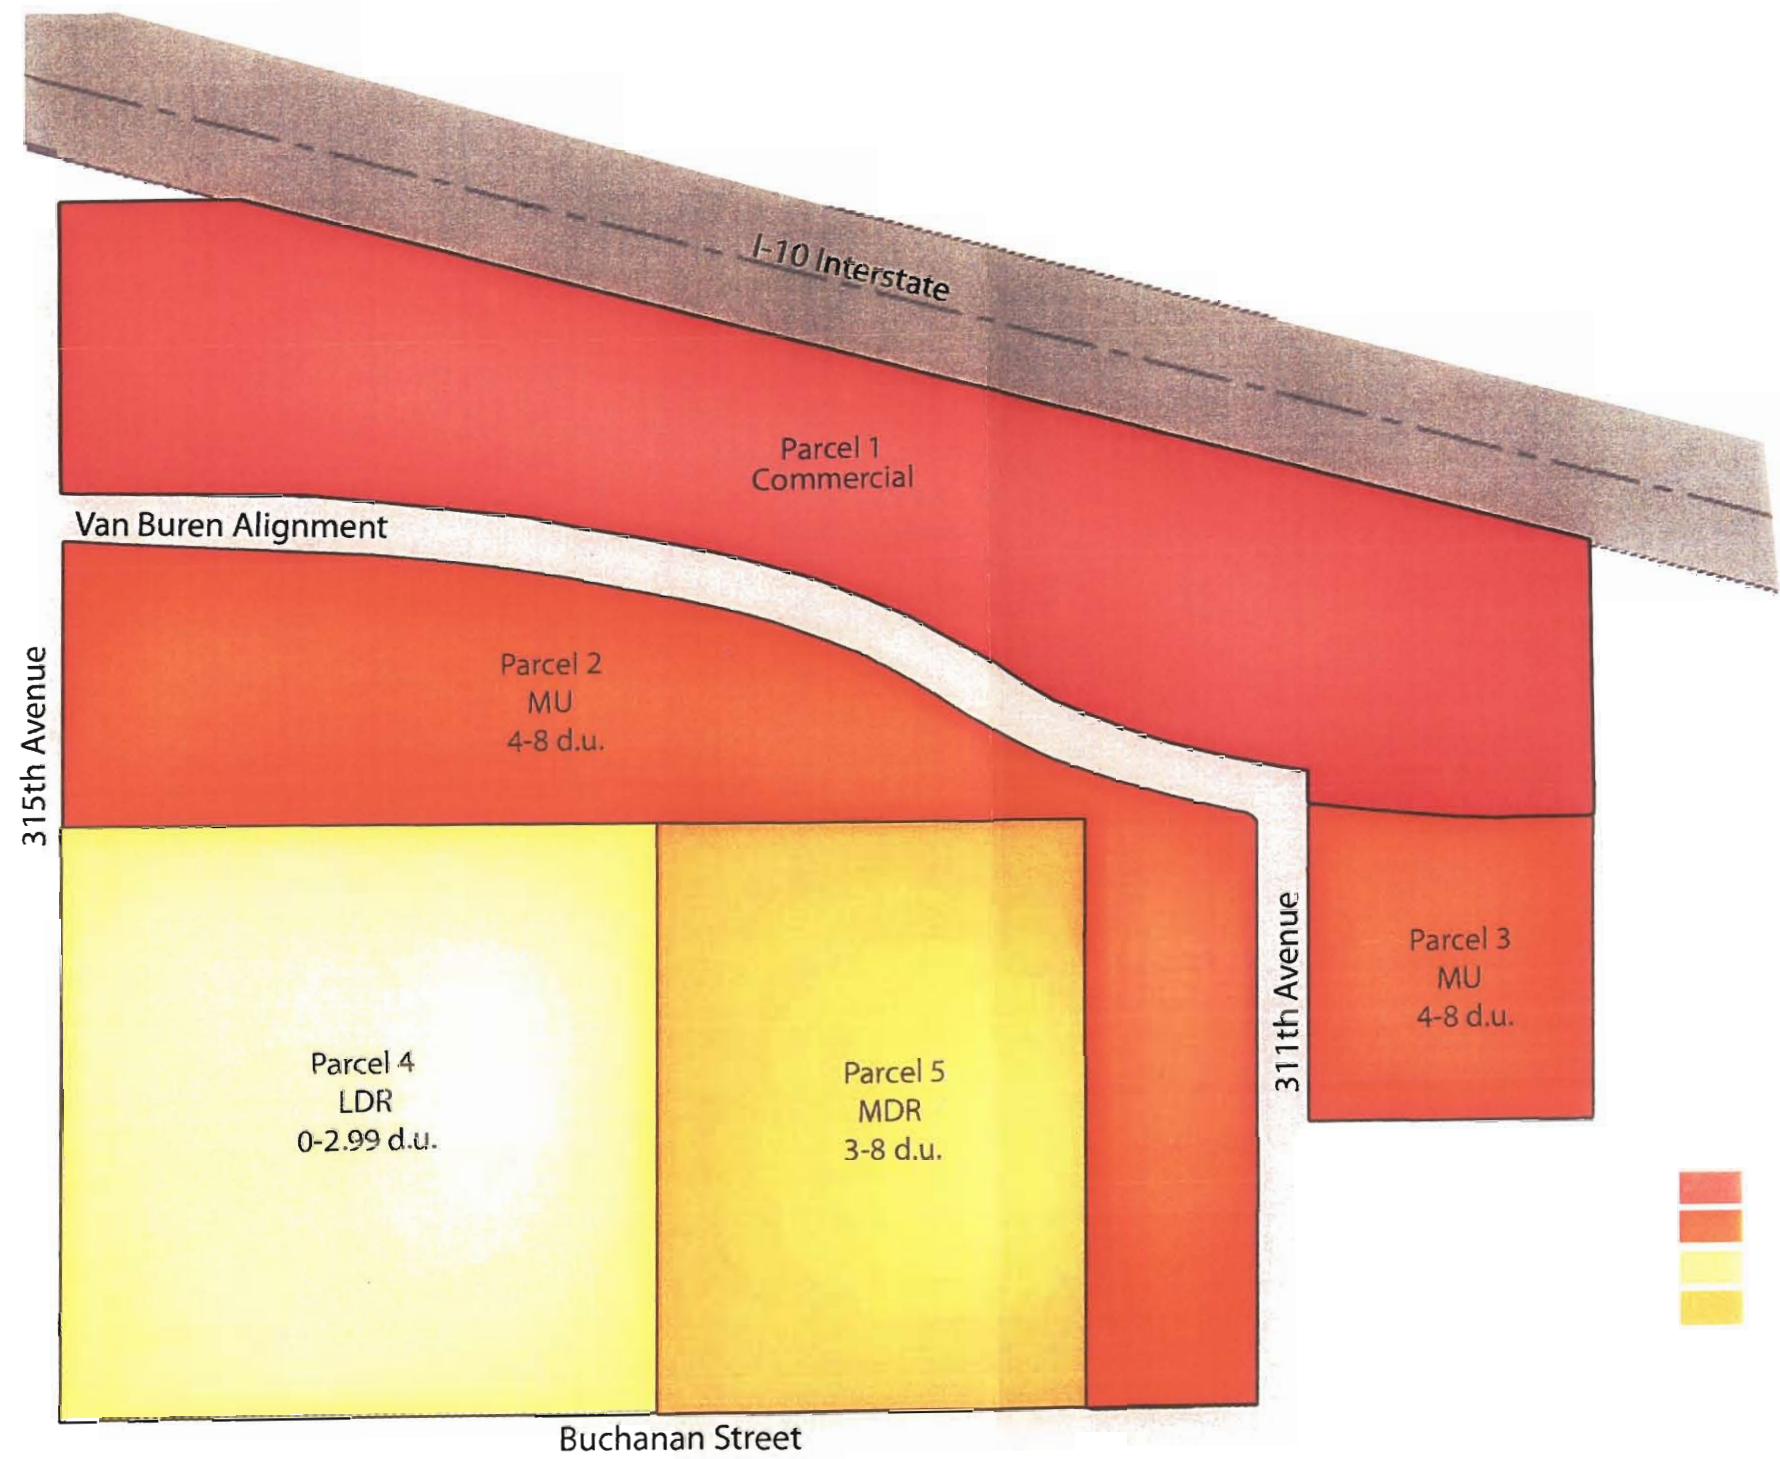 I-10 Interstate
Parcel 1
Commercial
Van Buren Alignment
Parcel 2
MU
4-8 d.u.
315th Avenue
Parcel 3
MU
4-8 d.u.
311th Avenue
Parcel 4
LDR
0-2.99 d.u.
Parcel 5
MDR
3-8 d.u.
Buchanan Street